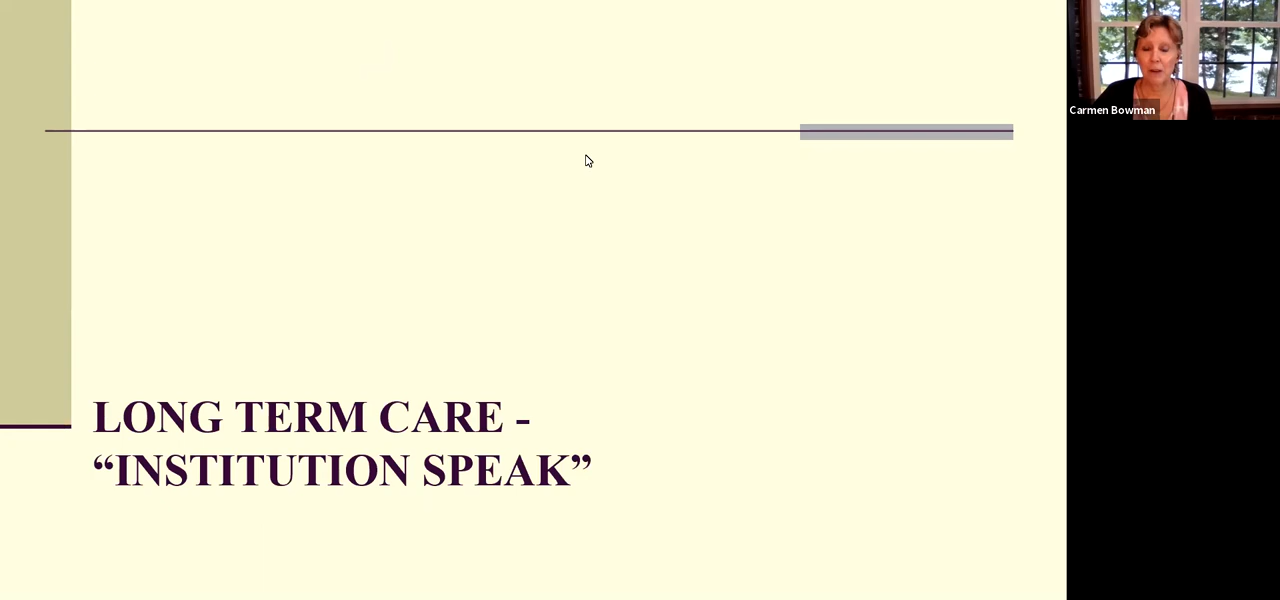 Carmen Bowman
LONG TERM CARE -
“INSTITUTION SPEAK”